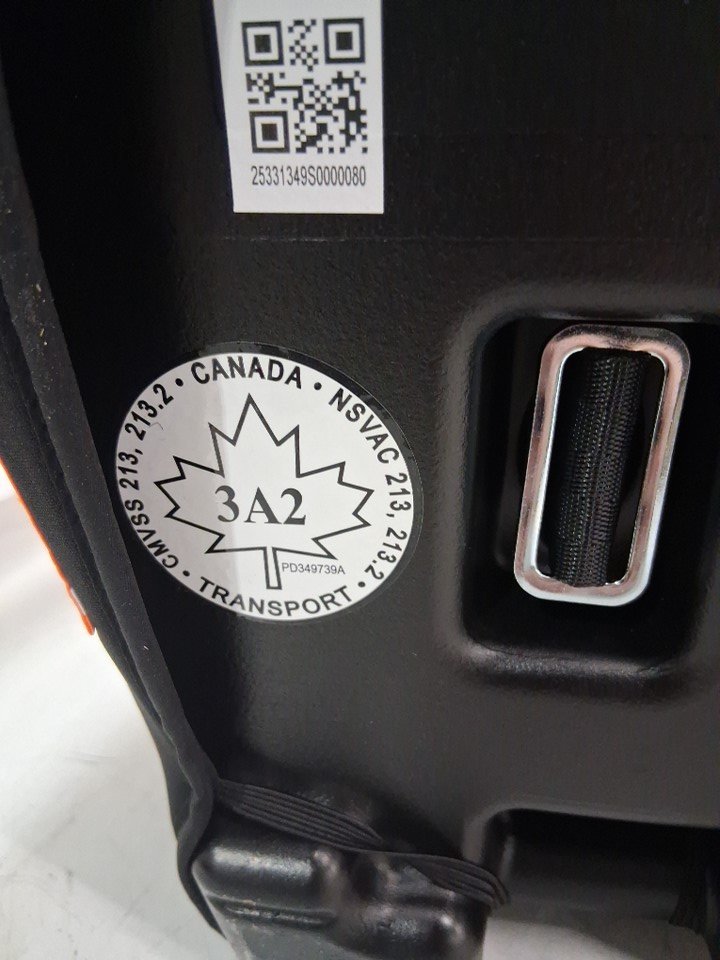 25331349S0000080
CMVSS 213, 213.2 • CANADA • NSVAC 213, 213.2 • TRANSPORT •
3A2
PD349739A